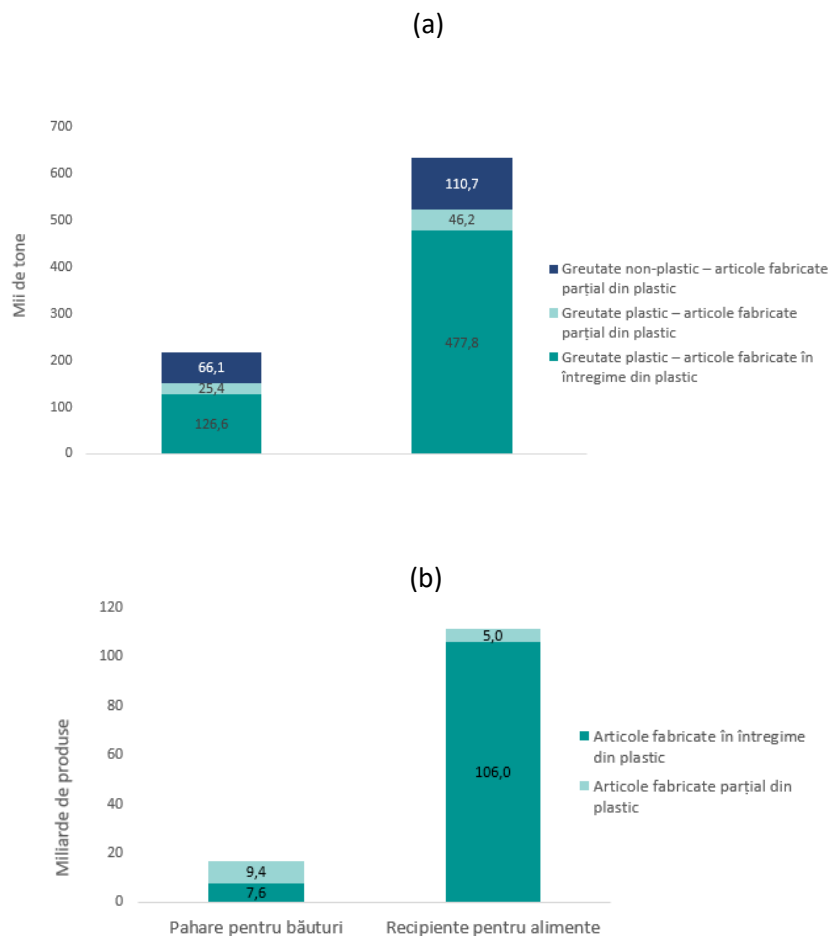 (a)
700
600
500
400
300
200
100
0
Mii de tone
66,1
25,4
126,6
110,7
46,2
477,8
Greutate non-plastic – articole fabricate
parțial din plastic
Greutate plastic – articole fabricate
parțial din plastic
Greutate plastic – articole fabricate în
întregime din plastic
(b)
120
100
80
60
40
20
0
Miliarde de produse
9,4
7,6
5,0
106,0
Pahare pentru băuturi
Recipiente pentru alimente
Articole fabricate în întregime
din plastic
Articole fabricate parțial din
plastic